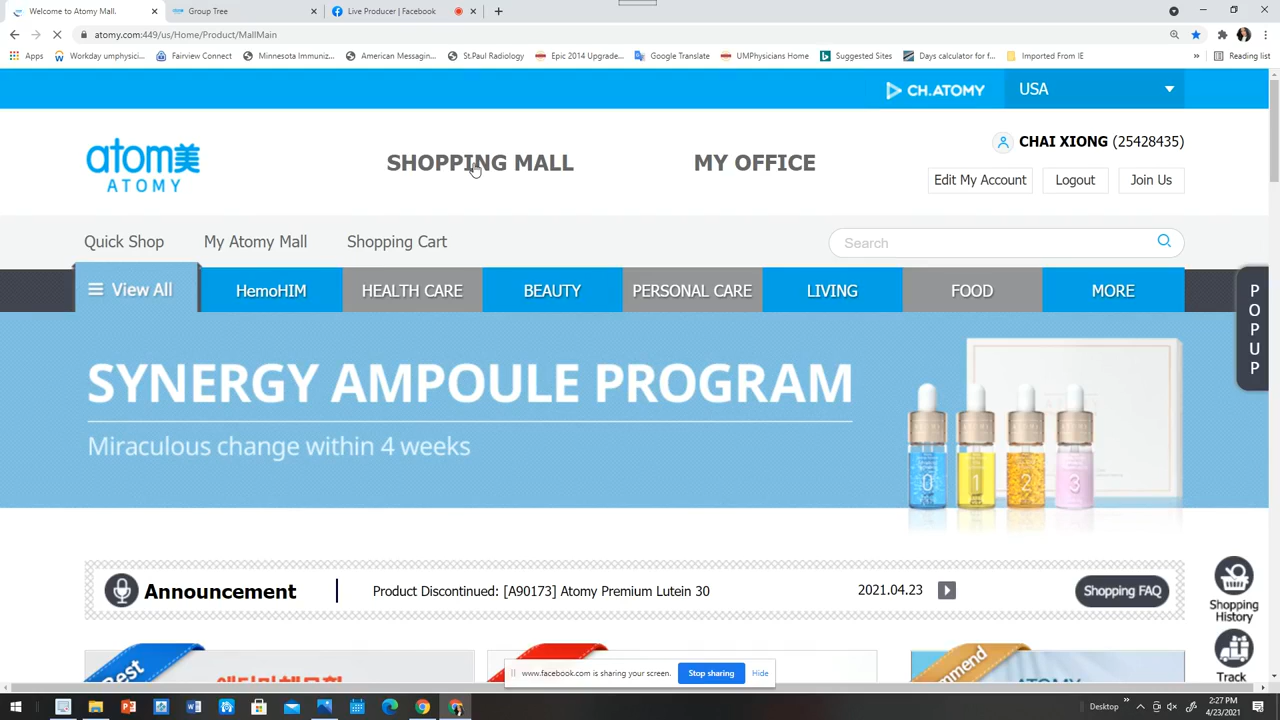 Welcome to Atomy Mall.
Group Tree
Live Producer | Facebook
atomy.com:449/us/Home/Product/MallMain
Apps
Workday umphysici...
Fairview Connect
Minnesota Immuniz...
American Messagin...
St.Paul Radiology
Epic 2014 Upgrade...
Google Translate
UMPhysicians Home
Suggested Sites
Days calculator for f...
Imported From IE
Reading list
CH.ATOMY
USA
atom美
ATOMY
SHOPPING MALL
MY OFFICE
CHAI XIONG (25428435)
Edit My Account
Logout
Join Us
Quick Shop
My Atomy Mall
Shopping Cart
Search
View All
HemoHIM
HEALTH CARE
BEAUTY
PERSONAL CARE
LIVING
FOOD
MORE
POPUP
SYNERGY AMPOULE PROGRAM
Miraculous change within 4 weeks
0
1
2
3
Announcement
Product Discontinued: [A90173] Atomy Premium Lutein 30
2021.04.23
Shopping FAQ
Shopping
History
Track
Best
ATOMY
www.facebook.com is sharing your screen.
Stop sharing
Hide
Desktop
2:27 PM
4/23/2021